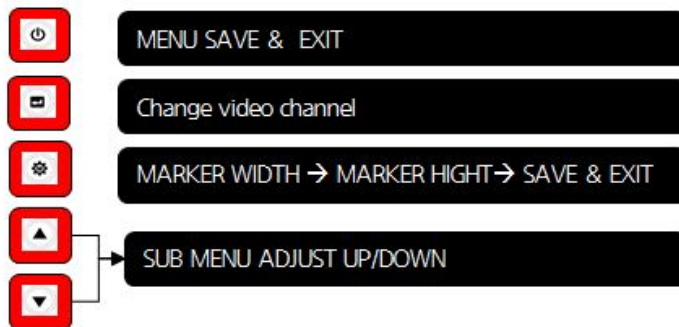 MENU SAVE & EXIT
Change video channel
MARKER WIDTH → MARKER HIGHT→ SAVE & EXIT
SUB MENU ADJUST UP/DOWN